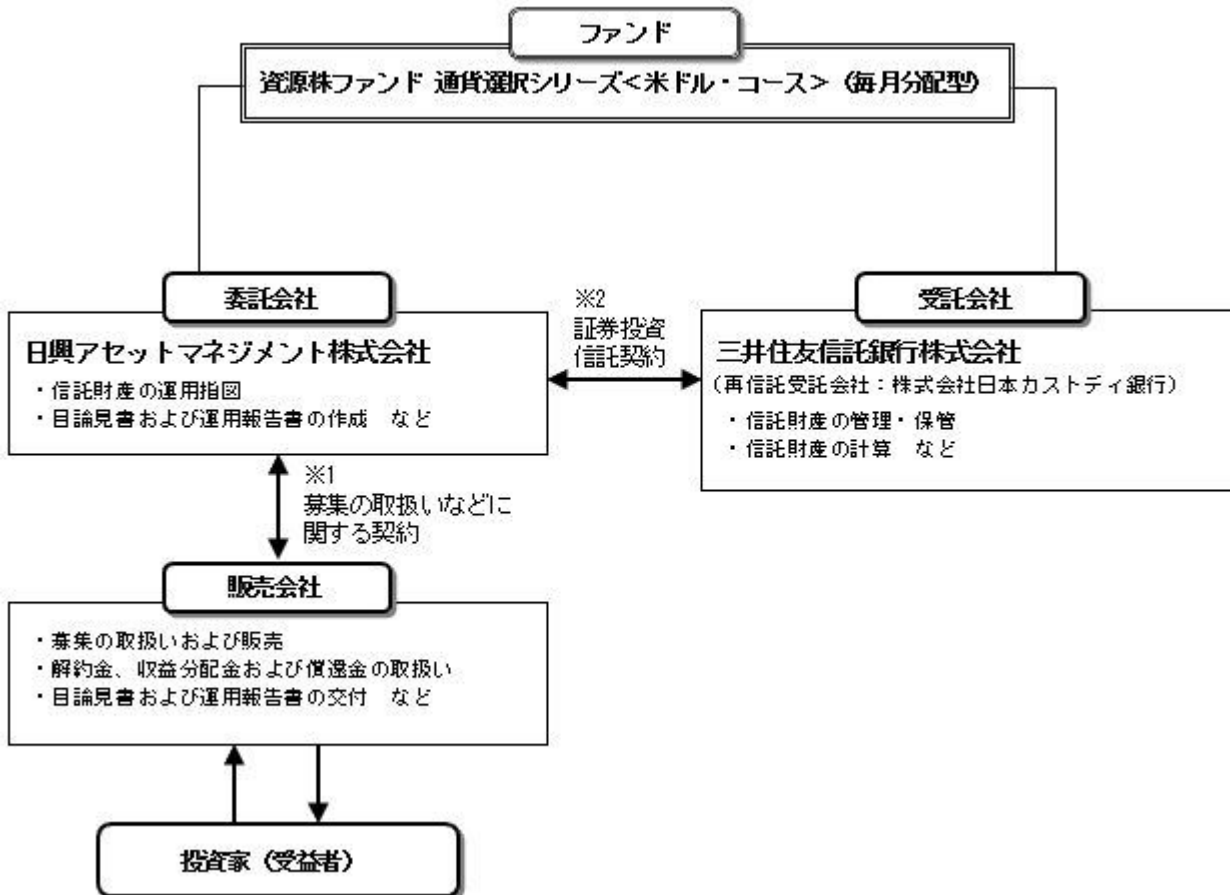 ファンド
資源株ファンド 通貨選択シリーズ<米ドル・コース>（毎月分配型）
委託会社
日興アセットマネジメント株式会社
・信託財産の運用指図
・目論見書および運用報告書の作成　など
※2
証券投資
信託契約
受託会社
三井住友信託銀行株式会社
（再信託受託会社：株式会社日本カストディ銀行）
・信託財産の管理・保管
・信託財産の計算　など
※1
募集の取扱いなどに
関する契約
販売会社
・募集の取扱いおよび販売
・解約金、収益分配金および償還金の取扱い
・目論見書および運用報告書の交付　など
投資家（受益者）